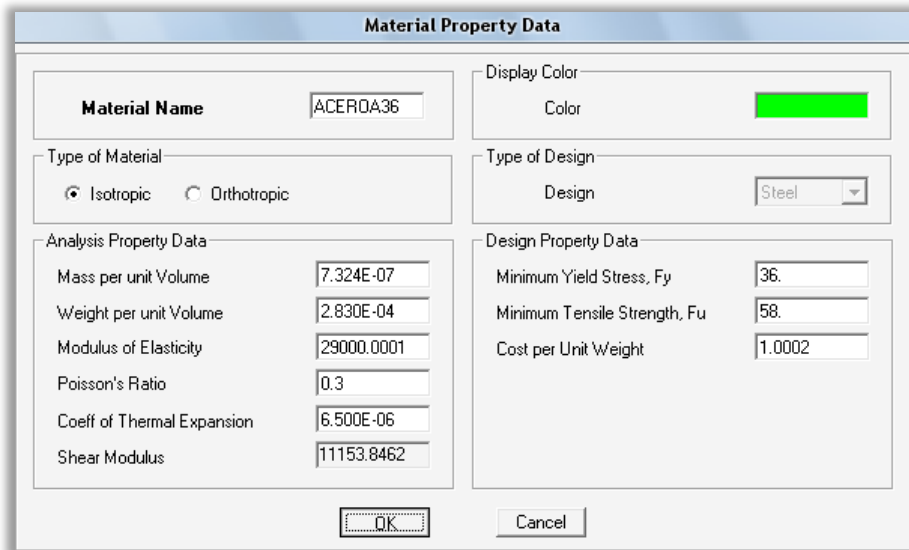 Material Property Data
Material Name ACEROA36
Display Color
Color
Type of Material
Isotropic Orthotropic
Type of Design
Design Steel
Analysis Property Data
Mass per unit Volume 7.324E-07
Weight per unit Volume 2.830E-04
Modulus of Elasticity 29000.0001
Poisson's Ratio 0.3
Coeff of Thermal Expansion 6.500E-06
Shear Modulus 11153.8462
Design Property Data
Minimum Yield Stress, Fy 36.
Minimum Tensile Strength, Fu 58.
Cost per Unit Weight 1.0002
OK Cancel